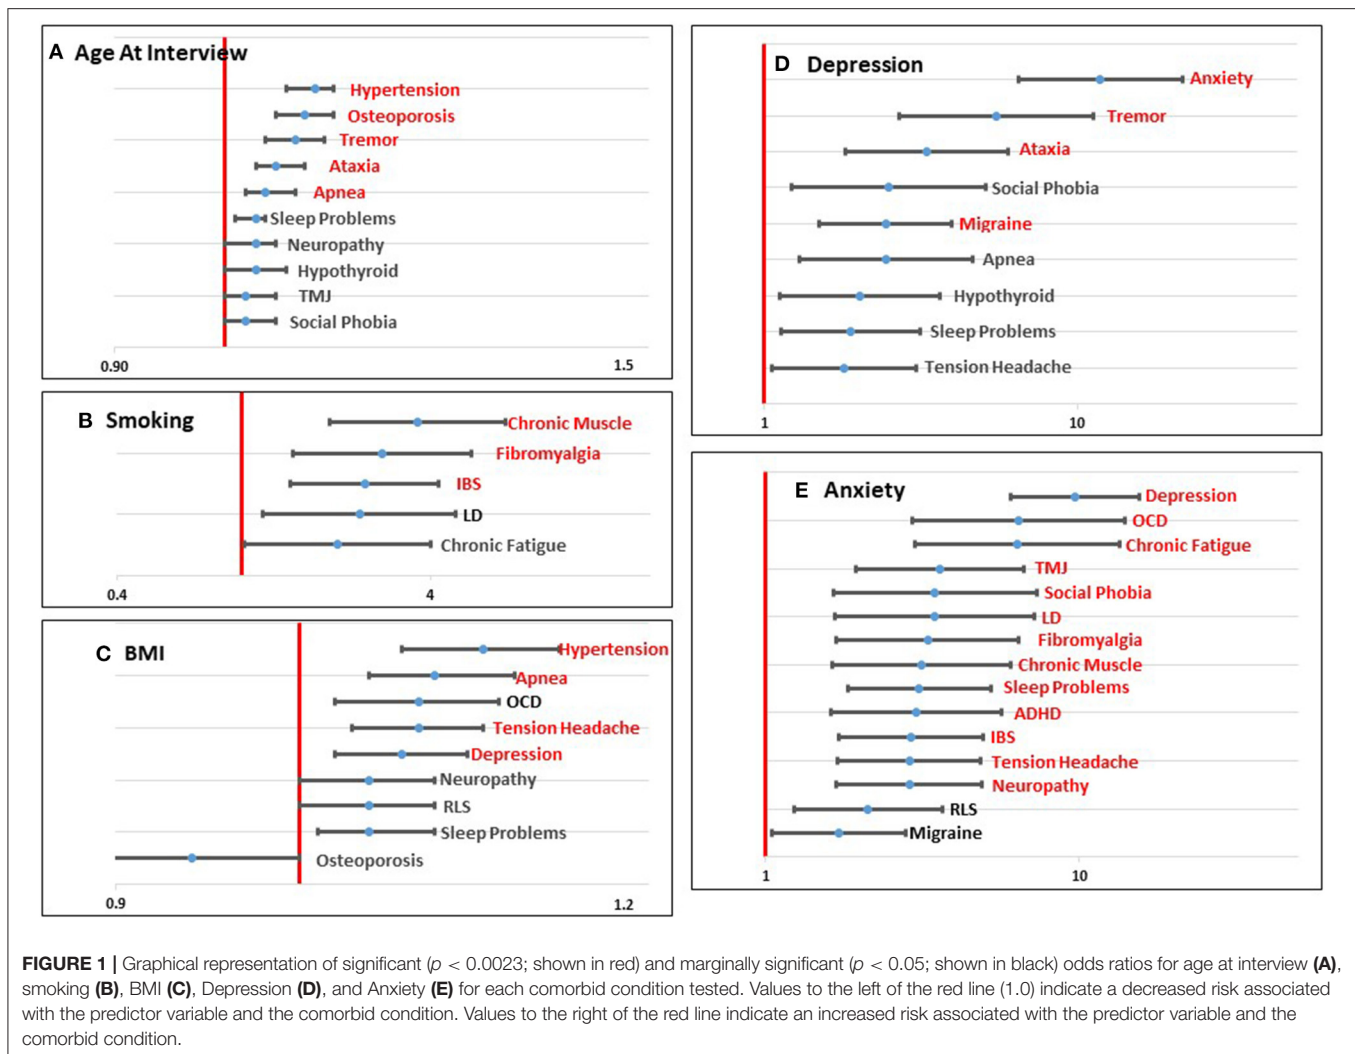 A Age At Interview
Hypertension
Osteoporosis
Tremor
Ataxia
Apnea
Sleep Problems
Neuropathy
Hypothyroid
TMJ
Social Phobia
0.90 1.5
B Smoking
Chronic Muscle
Fibromyalgia
IBS
LD
Chronic Fatigue
0.4 4
C BMI
Hypertension
Apnea
OCD
Tension Headache
Depression
Neuropathy
RLS
Sleep Problems
Osteoporosis
0.9 1.2
D Depression
Anxiety
Tremor
Ataxia
Social Phobia
Migraine
Apnea
Hypothyroid
Sleep Problems
Tension Headache
1 10
E Anxiety
Depression
OCD
Chronic Fatigue
TMJ
Social Phobia
LD
Fibromyalgia
Chronic Muscle
Sleep Problems
ADHD
IBS
Tension Headache
Neuropathy
RLS
Migraine
1 10
FIGURE 1 | Graphical representation of significant (p < 0.0023; shown in red) and marginally significant (p < 0.05; shown in black) odds ratios for age at interview (A),
smoking (B), BMI (C), Depression (D), and Anxiety (E) for each comorbid condition tested. Values to the left of the red line (1.0) indicate a decreased risk associated
with the predictor variable and the comorbid condition. Values to the right of the red line indicate an increased risk associated with the predictor variable and the
comorbid condition.